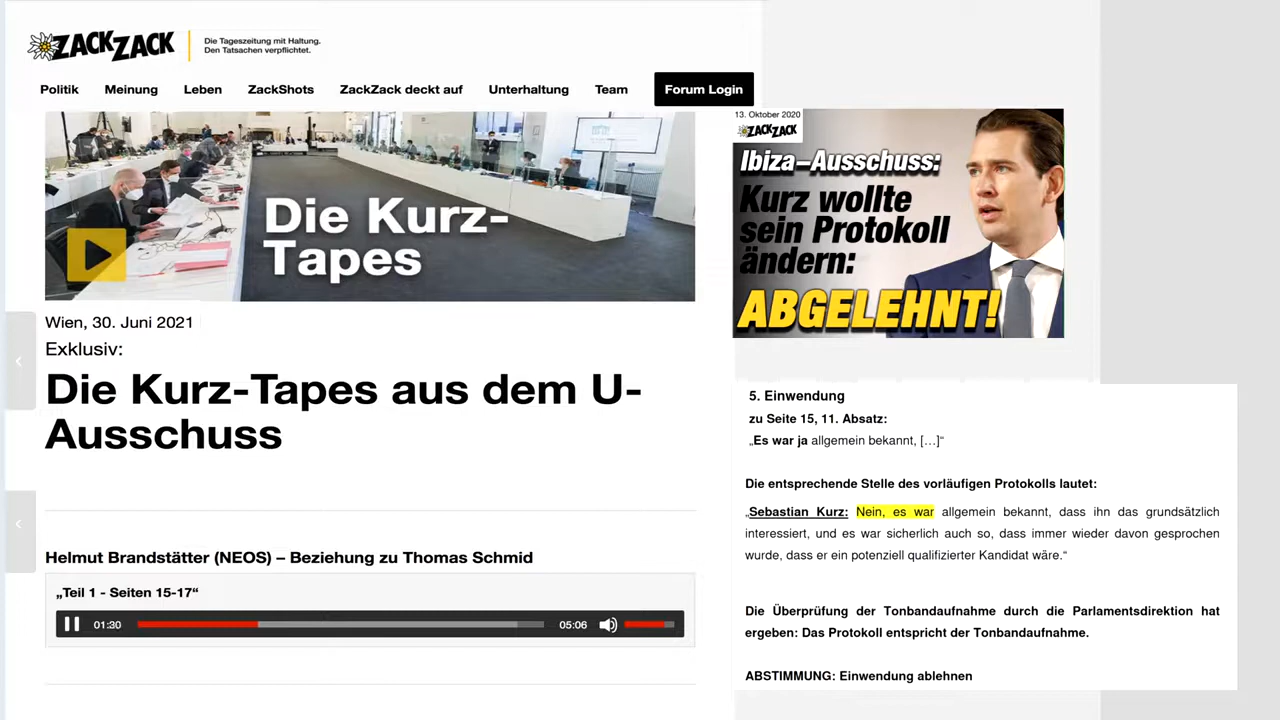 ZACKZACK
Die Tageszeitung mit Haltung.
Den Tatsachen verpflichtet.
Politik Meinung Leben ZackShots ZackZack deckt auf Unterhaltung Team Forum Login
Die Kurz-
Tapes
Wien, 30. Juni 2021
Exklusiv:
Die Kurz-Tapes aus dem U-
Ausschuss
Helmut Brandstätter (NEOS) – Beziehung zu Thomas Schmid
„Teil 1 - Seiten 15-17“
01:30 05:06
13. Oktober 2020
ZACKZACK
Ibiza-Ausschuss:
Kurz wollte
sein Protokoll
ändern:
ABGELEHNT!
5. Einwendung
zu Seite 15, 11. Absatz:
„Es war ja allgemein bekannt, […]“
Die entsprechende Stelle des vorläufigen Protokolls lautet:
„Sebastian Kurz: Nein, es war allgemein bekannt, dass ihn das grundsätzlich
interessiert, und es war sicherlich auch so, dass immer wieder davon gesprochen
wurde, dass er ein potenziell qualifizierter Kandidat wäre.“
Die Überprüfung der Tonbandaufnahme durch die Parlamentsdirektion hat
ergeben: Das Protokoll entspricht der Tonbandaufnahme.
ABSTIMMUNG: Einwendung ablehnen